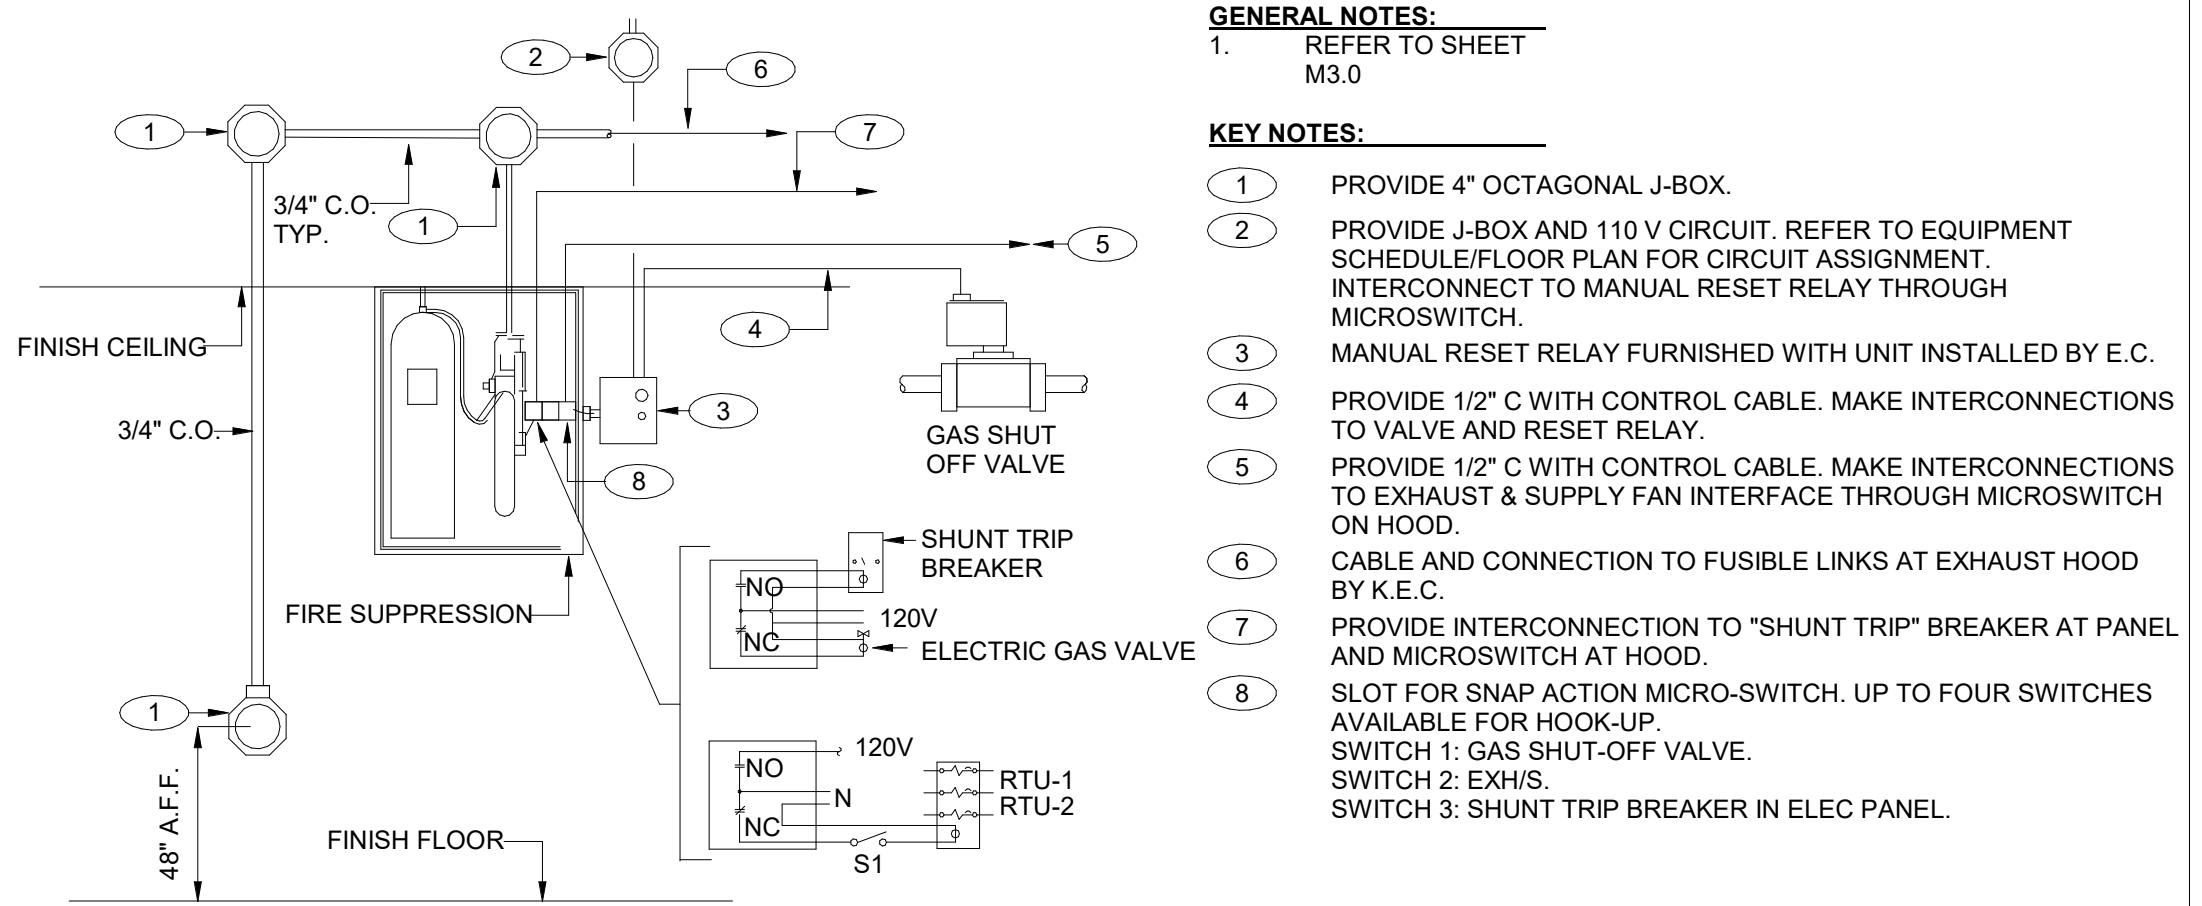 2
6
1
7
3/4" C.O.
TYP.
1
5
4
FINISH CEILING
3
3/4" C.O.
GAS SHUT
OFF VALVE
8
SHUNT TRIP
BREAKER
NO
FIRE SUPPRESSION
120V
NC
ELECTRIC GAS VALVE
1
120V
NO
RTU-1
N
RTU-2
NC
48" A.F.F.
FINISH FLOOR
S1
GENERAL NOTES:
1. REFER TO SHEET
M3.0
KEY NOTES:
1 PROVIDE 4" OCTAGONAL J-BOX.
2 PROVIDE J-BOX AND 110 V CIRCUIT. REFER TO EQUIPMENT
SCHEDULE/FLOOR PLAN FOR CIRCUIT ASSIGNMENT.
INTERCONNECT TO MANUAL RESET RELAY THROUGH
MICROSWITCH.
3 MANUAL RESET RELAY FURNISHED WITH UNIT INSTALLED BY E.C.
4 PROVIDE 1/2" C WITH CONTROL CABLE. MAKE INTERCONNECTIONS
TO VALVE AND RESET RELAY.
5 PROVIDE 1/2" C WITH CONTROL CABLE. MAKE INTERCONNECTIONS
TO EXHAUST & SUPPLY FAN INTERFACE THROUGH MICROSWITCH
ON HOOD.
6 CABLE AND CONNECTION TO FUSIBLE LINKS AT EXHAUST HOOD
BY K.E.C.
7 PROVIDE INTERCONNECTION TO "SHUNT TRIP" BREAKER AT PANEL
AND MICROSWITCH AT HOOD.
8 SLOT FOR SNAP ACTION MICRO-SWITCH. UP TO FOUR SWITCHES
AVAILABLE FOR HOOK-UP.
SWITCH 1: GAS SHUT-OFF VALVE.
SWITCH 2: EXH/S.
SWITCH 3: SHUNT TRIP BREAKER IN ELEC PANEL.